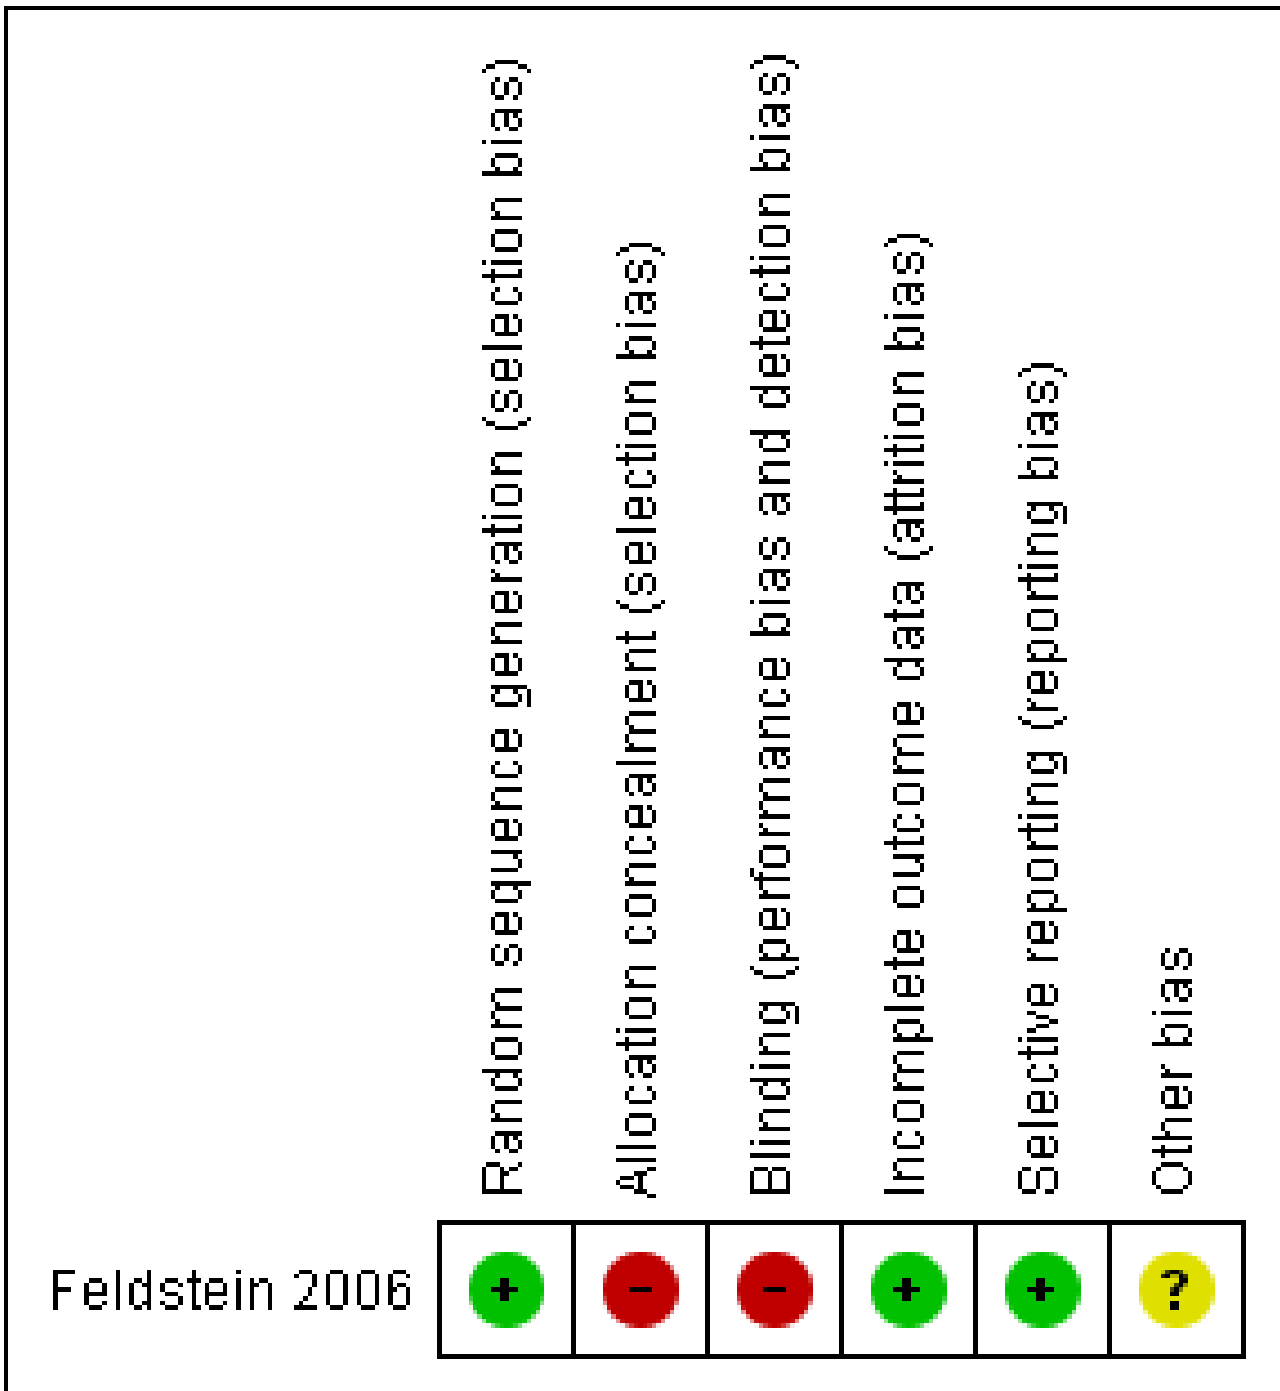 Random sequence generation (selection bias)
Allocation concealment (selection bias)
Blinding (performance bias and detection bias)
Incomplete outcome data (attrition bias)
Selective reporting (reporting bias)
Other bias
Feldstein 2006 + - - + + ?